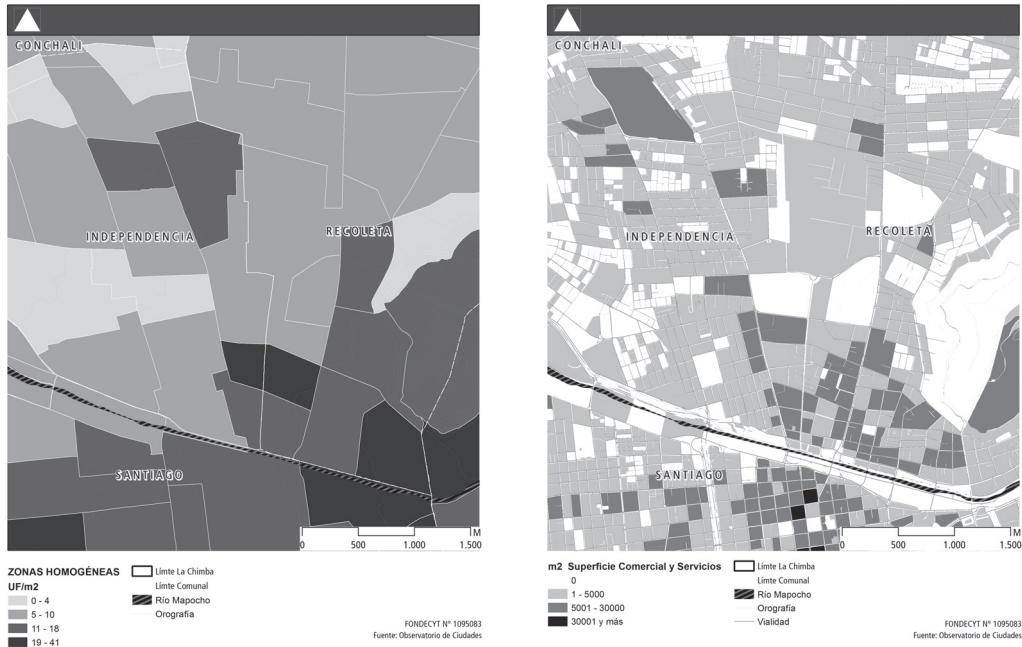 CONCHALI
INDEPENDENCIA
RECOLETA
SANTIAGO
M
0 500 1.000 1.500
ZONAS HOMOGÉNEAS
UF/m2
0 - 4
5 - 10
11 - 18
19 - 41
Límte La Chimba
Límte Comunal
Río Mapocho
Orografía
FONDECYT N° 1095083
Fuente: Observatorio de Ciudades
CONCHALI
INDEPENDENCIA
RECOLETA
SANTIAGO
M
0 500 1.000 1.500
m2 Superficie Comercial y Servicios
0
1 - 5000
5001 - 30000
30001 y más
Límte La Chimba
Límte Comunal
Río Mapocho
Orografía
Vialidad
FONDECYT N° 1095083
Fuente: Observatorio de Ciudades